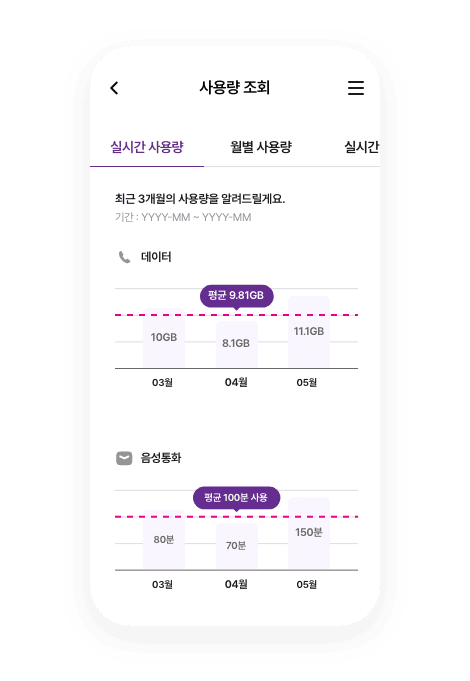 사용량 조회
실시간 사용량 월별 사용량 실시간
최근 3개월의 사용량을 알려드릴게요.
기간 : YYYY-MM ~ YYYY-MM
데이터
평균 9.81GB
10GB 8.1GB 11.1GB
03월 04월 05월
음성통화
평균 100분 사용
80분 70분 150분
03월 04월 05월